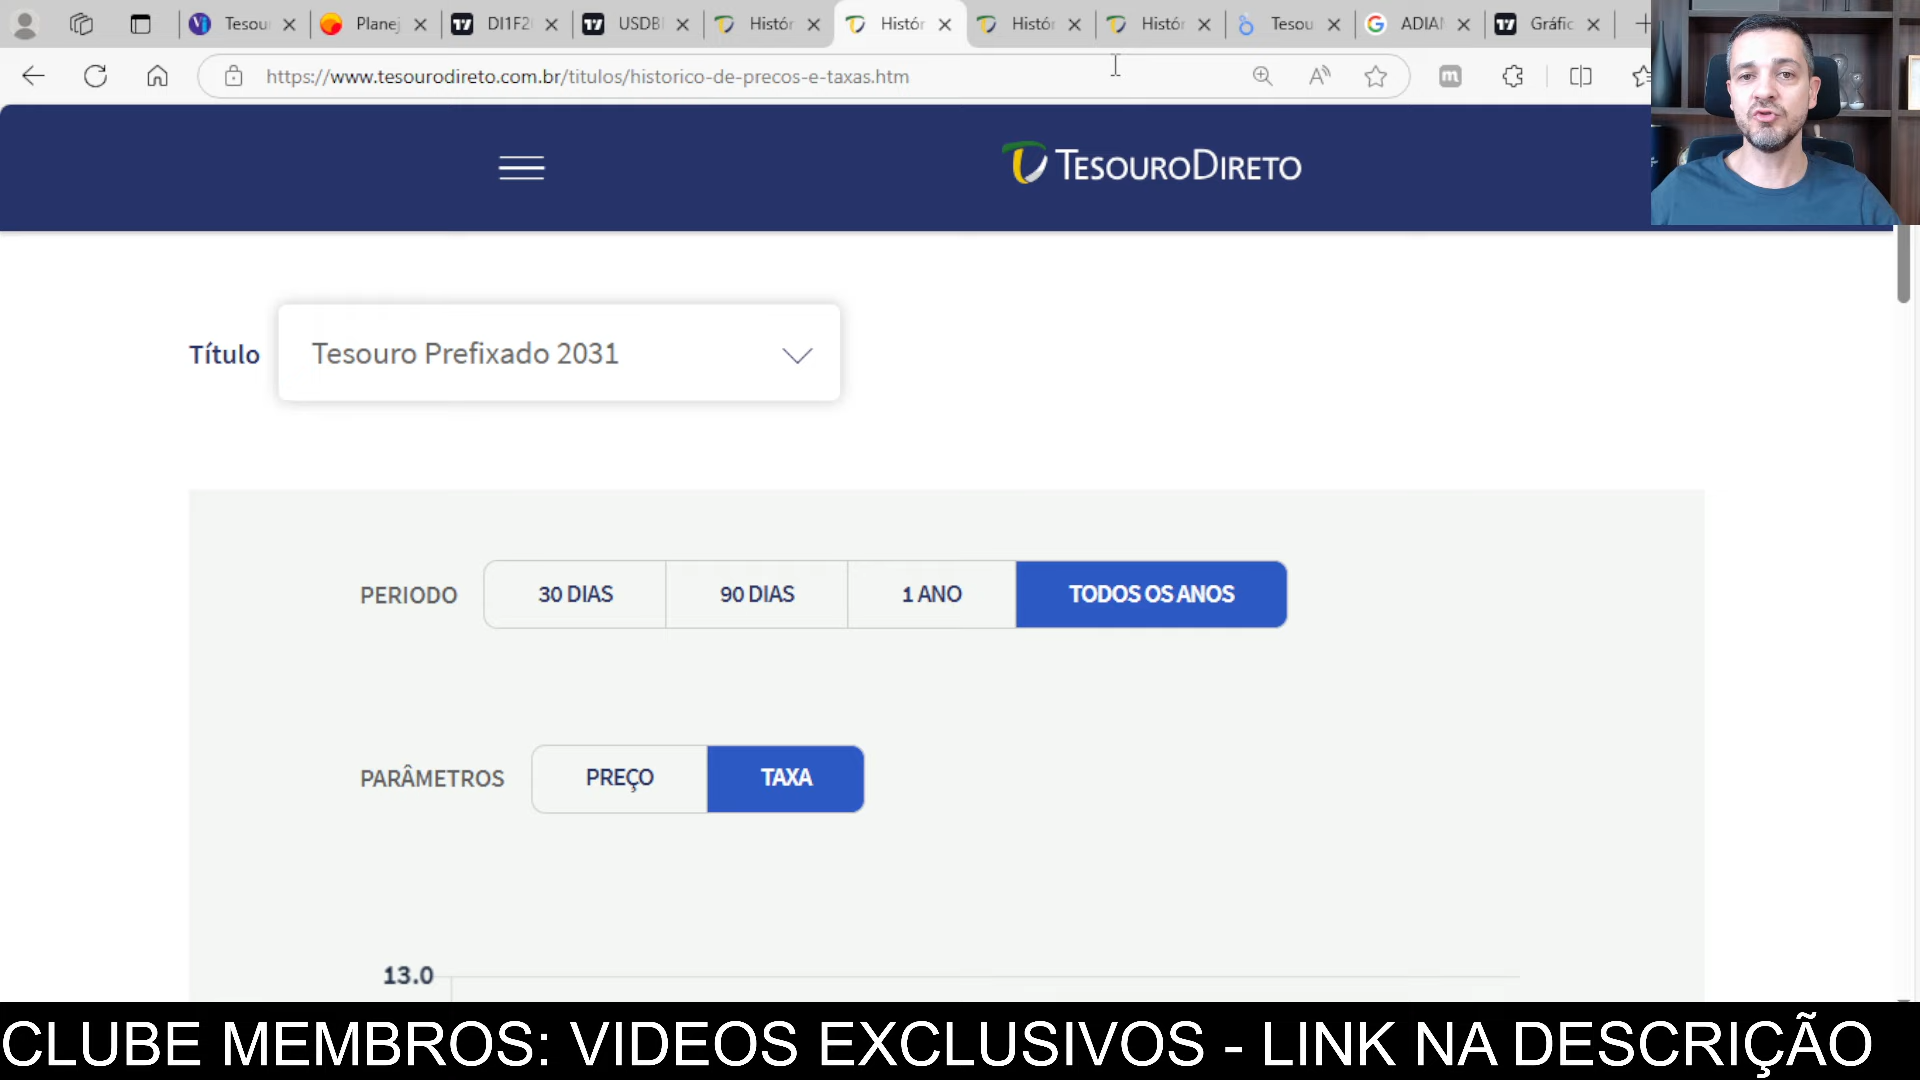 Tesou
Planej
DI1F2
USDB
Histór
Histór
Histór
Histór
Tesou
ADIA
Gráfic
https://www.tesourodireto.com.br/titulos/historico-de-precos-e-taxas.htm
TESOURODIRETO
Título
Tesouro Prefixado 2031
PERIODO
30 DIAS
90 DIAS
1 ANO
TODOS OS ANOS
PARÂMETROS
PREÇO
TAXA
13.0
CLUBE MEMBROS: VIDEOS EXCLUSIVOS - LINK NA DESCRIÇÃO